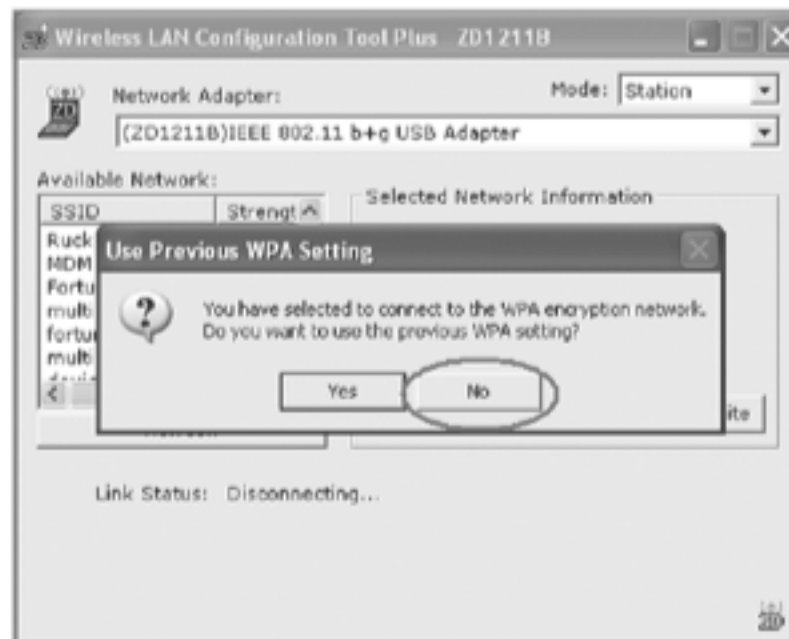 Wireless LAN Configuration Tool Plus ZD1211B
Network Adapter:
Mode: Station
(ZD1211B)IEEE 802.11 b+g USB Adapter
Available Network:
SSID Strengt
Selected Network Information
Ruck
MDM
Fortu
multi
fortu
multi
Use Previous WPA Setting
You have selected to connect to the WPA encryption network.
Do you want to use the previous WPA setting?
Yes No
ite
Link Status: Disconnecting...
ZD